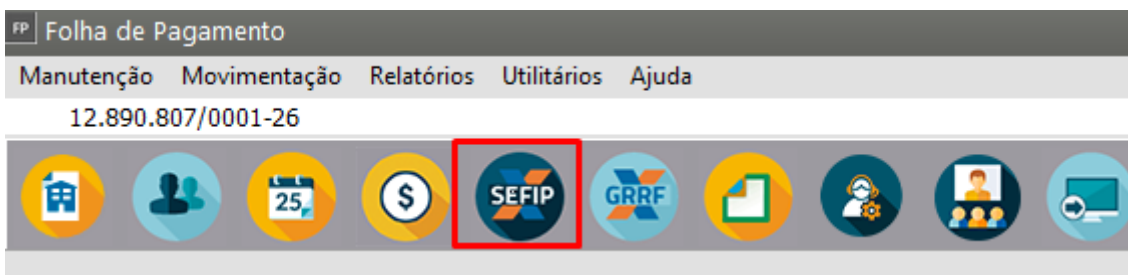 FP Folha de Pagamento
Manutenção Movimentação Relatórios Utilitários Ajuda
12.890.807/0001-26
25 $ SEFIP GRRF